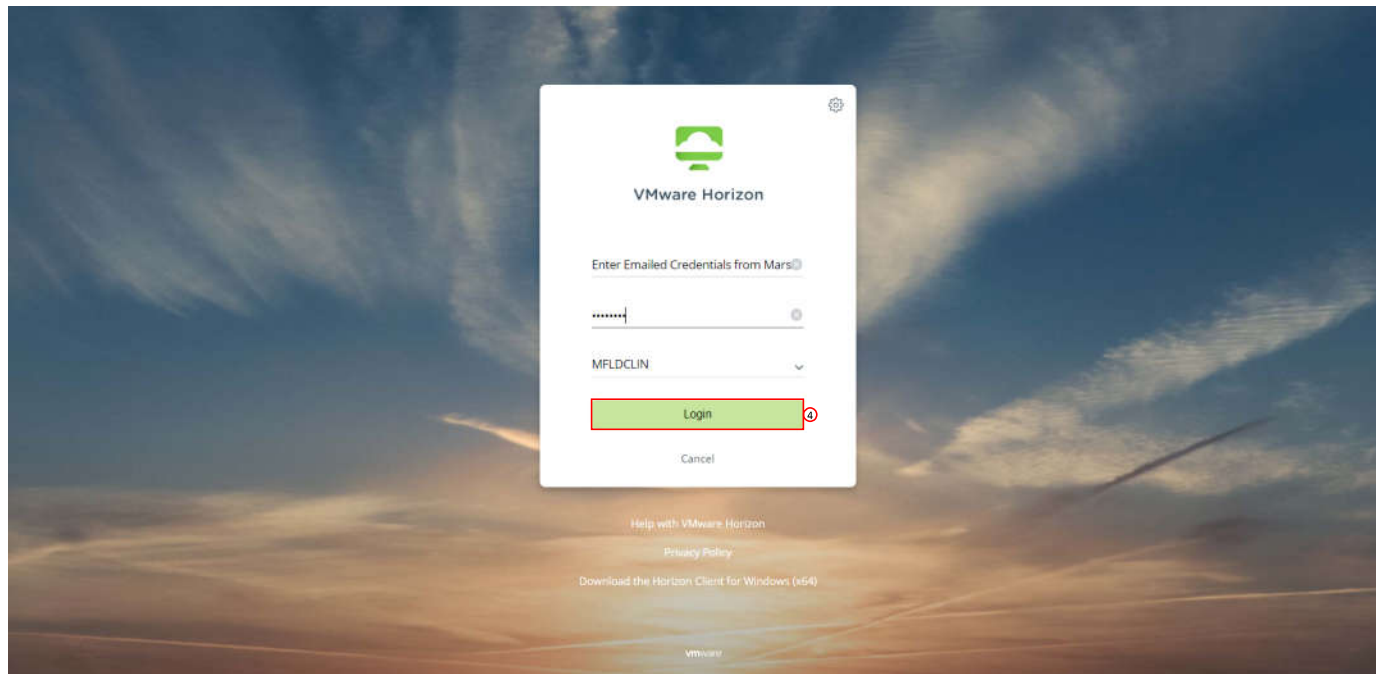 VMware Horizon
Enter Emailed Credentials from Mars
MFLDCLIN
Login ④
Cancel
Help with VMware Horizon
Privacy Policy
Download the Horizon Client for Windows (x64)
vmware